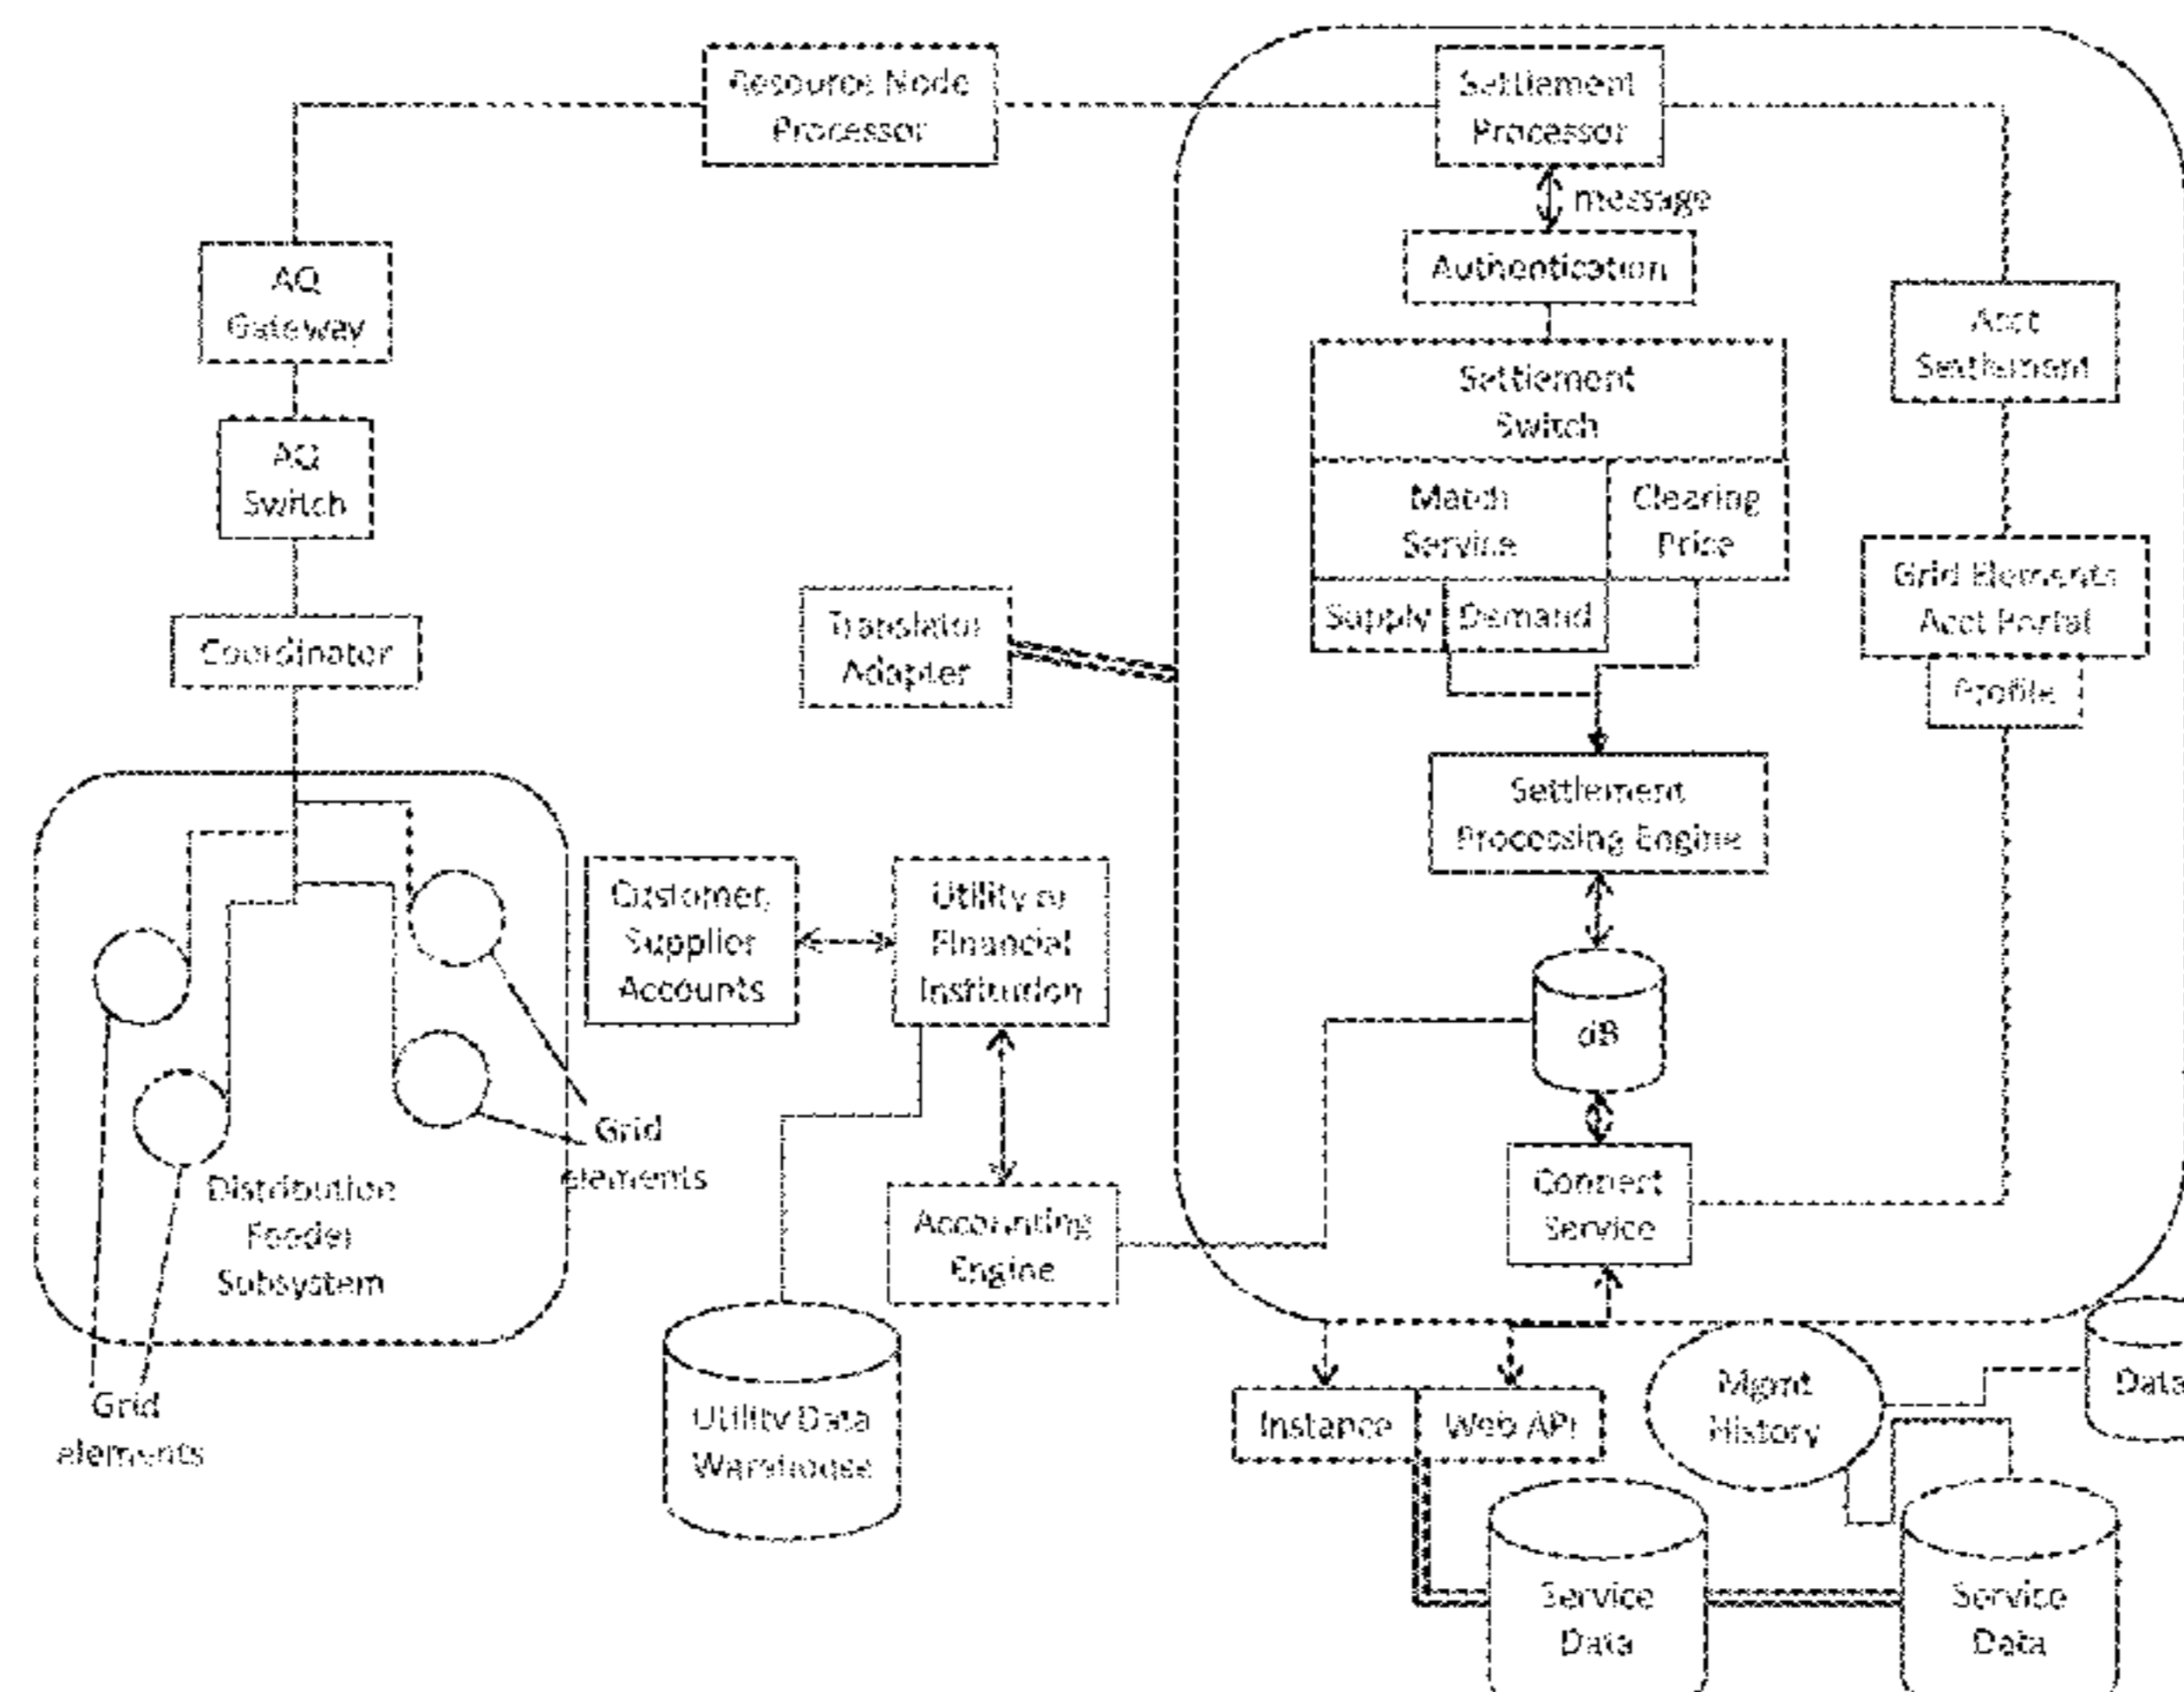 Resource Node
Processor
Settlement
Processor
message
Authentication
AQ
Gateway
Acct
Settlement
Settlement
Switch
AQ
Switch
Match
Service
Clearing
Price
Supply
Demand
Grid Elements
Acct Portal
Profile
Coordinator
Translator
Adapter
Settlement
Processing Engine
Customer,
Supplier
Accounts
Utility or
Financial
Institution
dB
Grid
elements
Distribution
Feeder
Subsystem
Accounting
Engine
Connect
Service
Grid
elements
Utility Data
Warehouse
Instance
Web API
Mgmt
History
Data
Service
Data
Service
Data